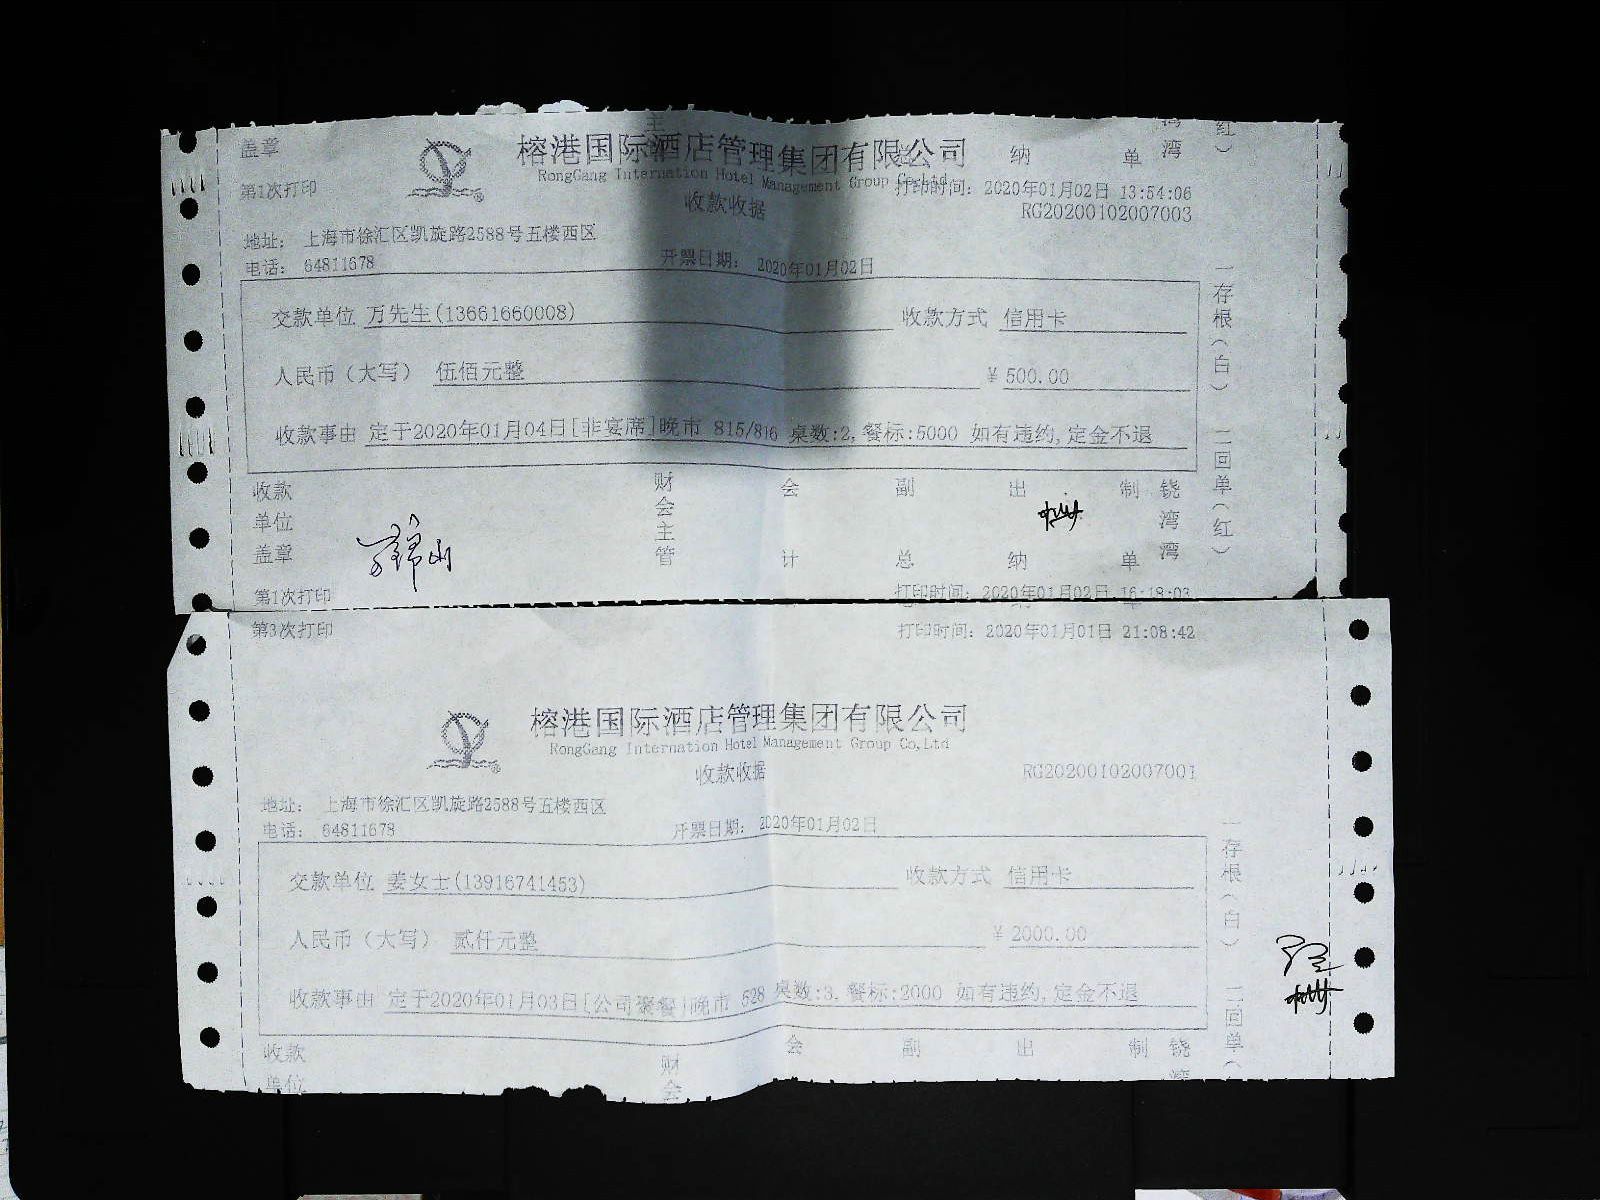 盖章 纳 单 湾
第1次打印 打印时间: 2020年01月02日 13:54:06
榕港国际酒店管理集团有限公司
RongGang Internation Hotel Management Group Co,Ltd
收款收据
RG20200102007003
地址: 上海市徐汇区凯旋路2588号五楼西区
电话: 64811678 开票日期: 2020年01月02日
交款单位 万先生(13661660008) 收款方式 信用卡
人民币(大写) 伍佰元整 ¥ 500.00
收款事由 定于2020年01月04日[非宴席]晚市 815/816 桌数:2,餐标:5000 如有违约,定金不退
一存根(白) 二回单(红)
收款单位盖章 财会主管 会计 副总 出纳 制单 饶湾湾
第1次打印 打印时间: 2020年01月02日 16:18:03
第3次打印 打印时间: 2020年01月01日 21:08:42
榕港国际酒店管理集团有限公司
RongGang Internation Hotel Management Group Co,Ltd
收款收据
RG20200102007001
地址: 上海市徐汇区凯旋路2588号五楼西区
电话: 64811678 开票日期: 2020年01月02日
交款单位 姜女士(13916741453) 收款方式 信用卡
人民币(大写) 贰仟元整 ¥ 2000.00
收款事由 定于2020年01月03日[公司聚餐]晚市 528 桌数:3,餐标:2000 如有违约,定金不退
一存根(白) 二回单(
收款 财 会 副 出 制 饶
单位 会 湾